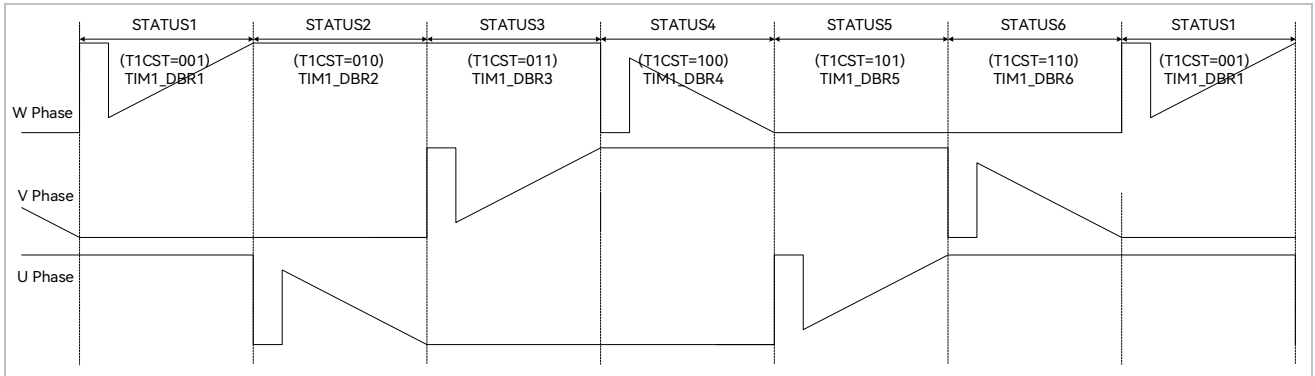 STATUS1 STATUS2 STATUS3 STATUS4 STATUS5 STATUS6 STATUS1
(T1CST=001) (T1CST=010) (T1CST=011) (T1CST=100) (T1CST=101) (T1CST=110) (T1CST=001)
TIM1_DBR1 TIM1_DBR2 TIM1_DBR3 TIM1_DBR4 TIM1_DBR5 TIM1_DBR6 TIM1_DBR1
W Phase
V Phase
U Phase